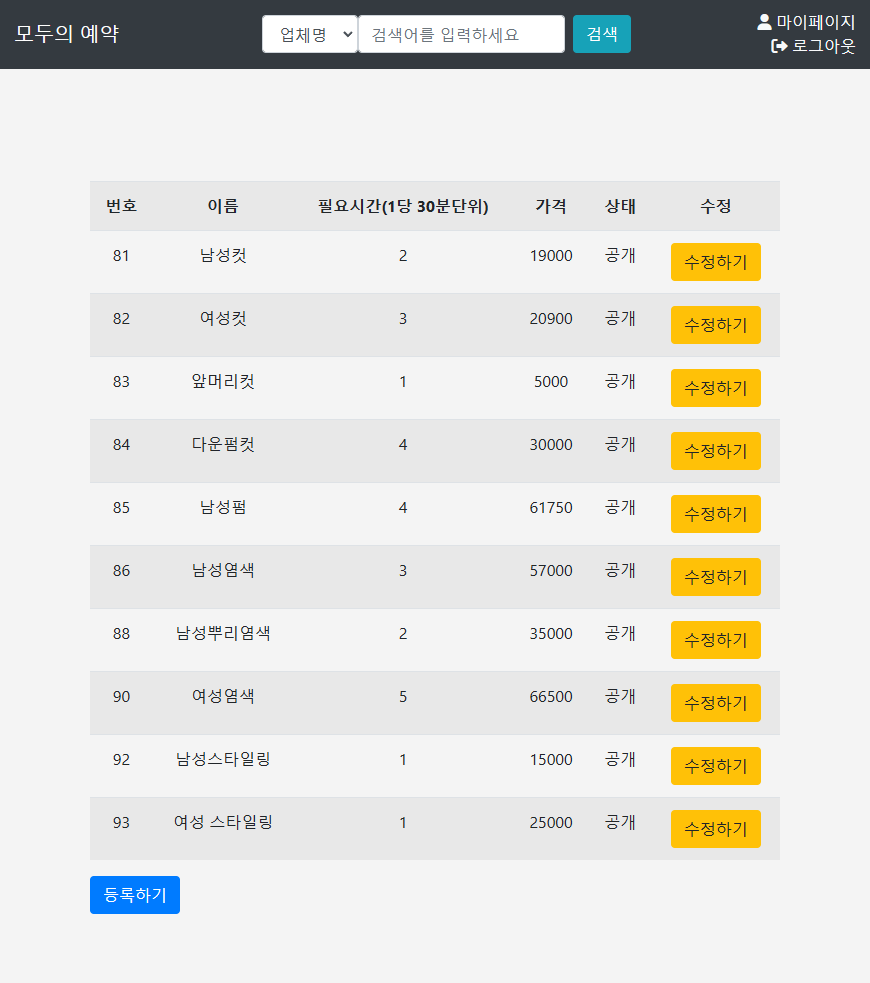 모두의 예약 업체명 검색어를 입력하세요 검색 마이페이지
로그아웃
번호 이름 필요시간(1당 30분단위) 가격 상태 수정
81 남성컷 2 19000 공개 수정하기
82 여성컷 3 20900 공개 수정하기
83 앞머리컷 1 5000 공개 수정하기
84 다운펌컷 4 30000 공개 수정하기
85 남성펌 4 61750 공개 수정하기
86 남성염색 3 57000 공개 수정하기
88 남성뿌리염색 2 35000 공개 수정하기
90 여성염색 5 66500 공개 수정하기
92 남성스타일링 1 15000 공개 수정하기
93 여성 스타일링 1 25000 공개 수정하기
등록하기